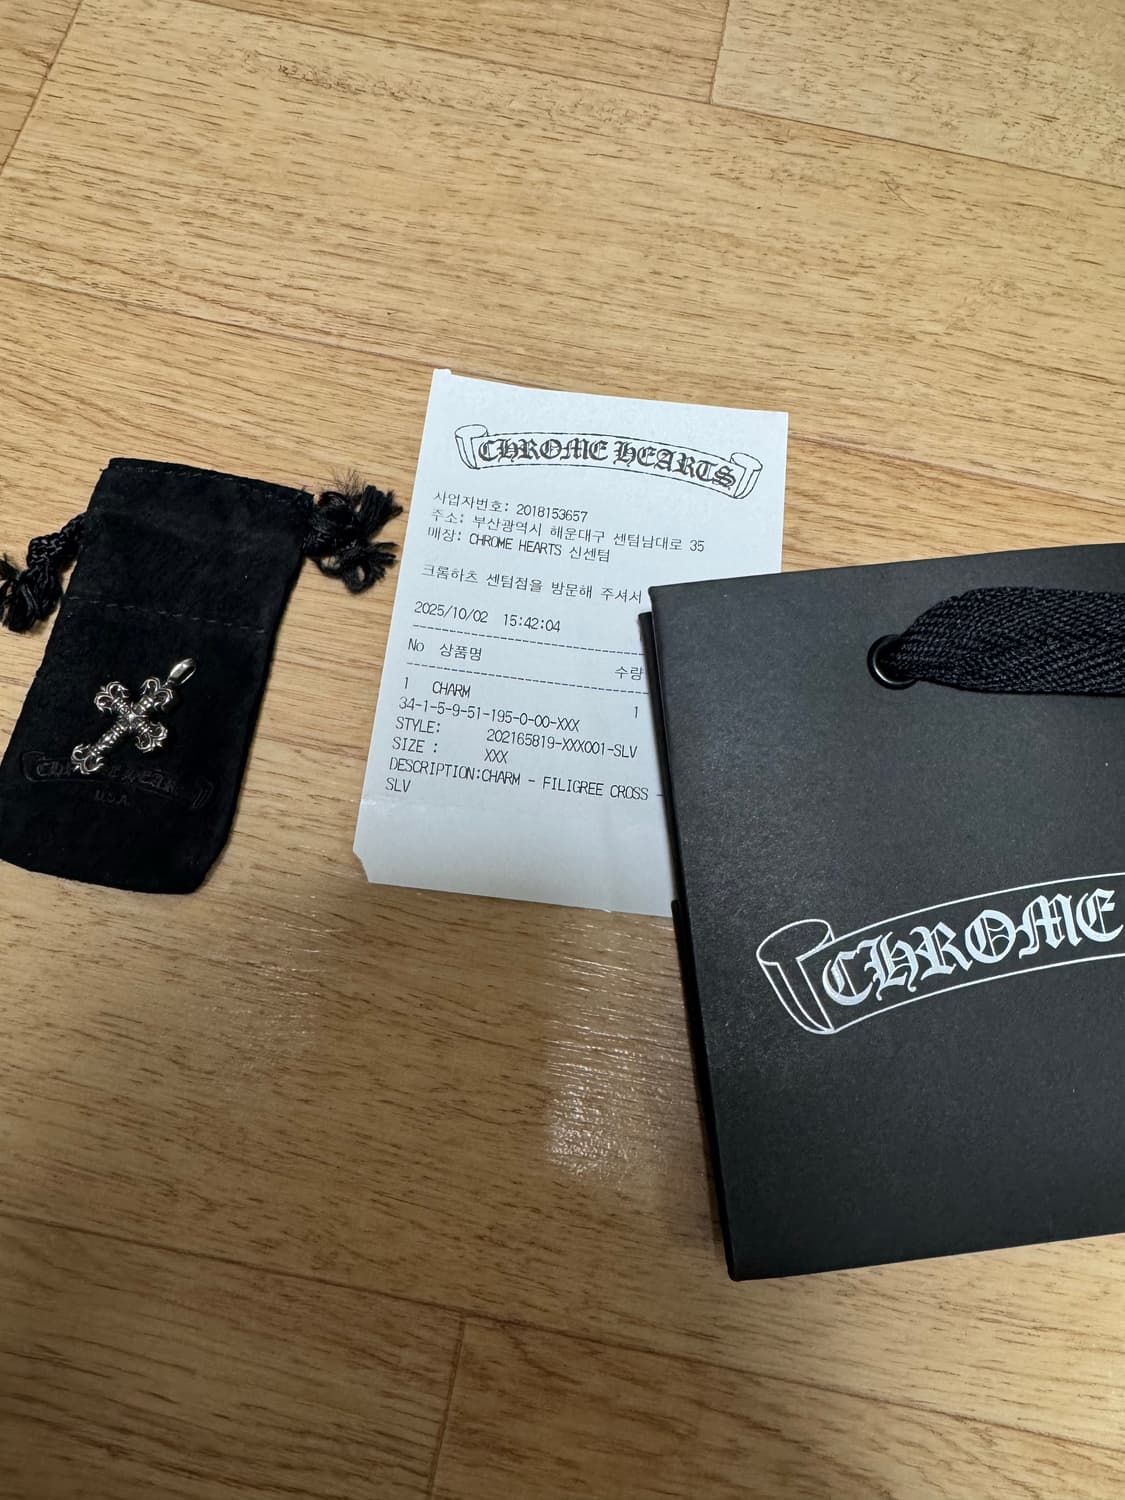 CHROME HEARTS
사업자번호: 2018153657
주소: 부산광역시 해운대구 센텀남대로 35
매장: CHROME HEARTS 신센텀
크롬하츠 센텀점을 방문해 주셔서
2025/10/02 15:42:04
No 상품명 수량
1 CHARM
34-1-5-9-51-195-0-00-XXX 1
STYLE: 202165819-XXX001-SLV
SIZE : XXX
DESCRIPTION:CHARM - FILIGREE CROSS -
SLV
CHROME HEARTS
U.S.A.
CHROME